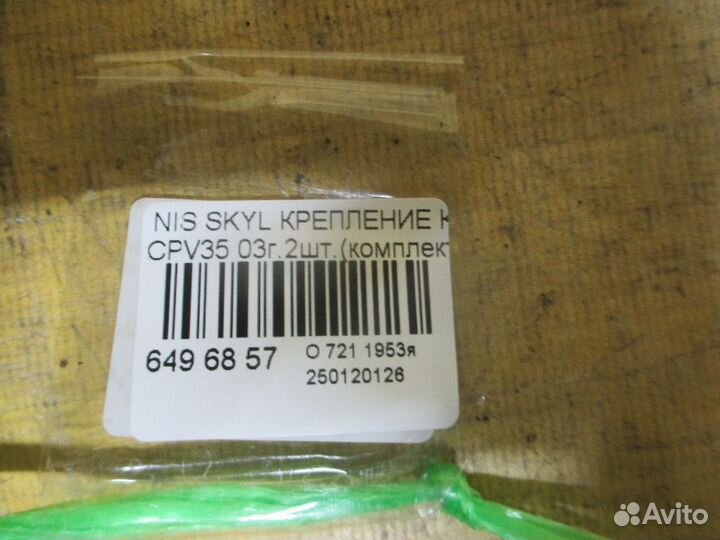 NIS SKYL КРЕПЛЕНИЕ К
CPV35 03г.2шт.(комплект
649 68 57
О 721 1953я
250120126
Avito